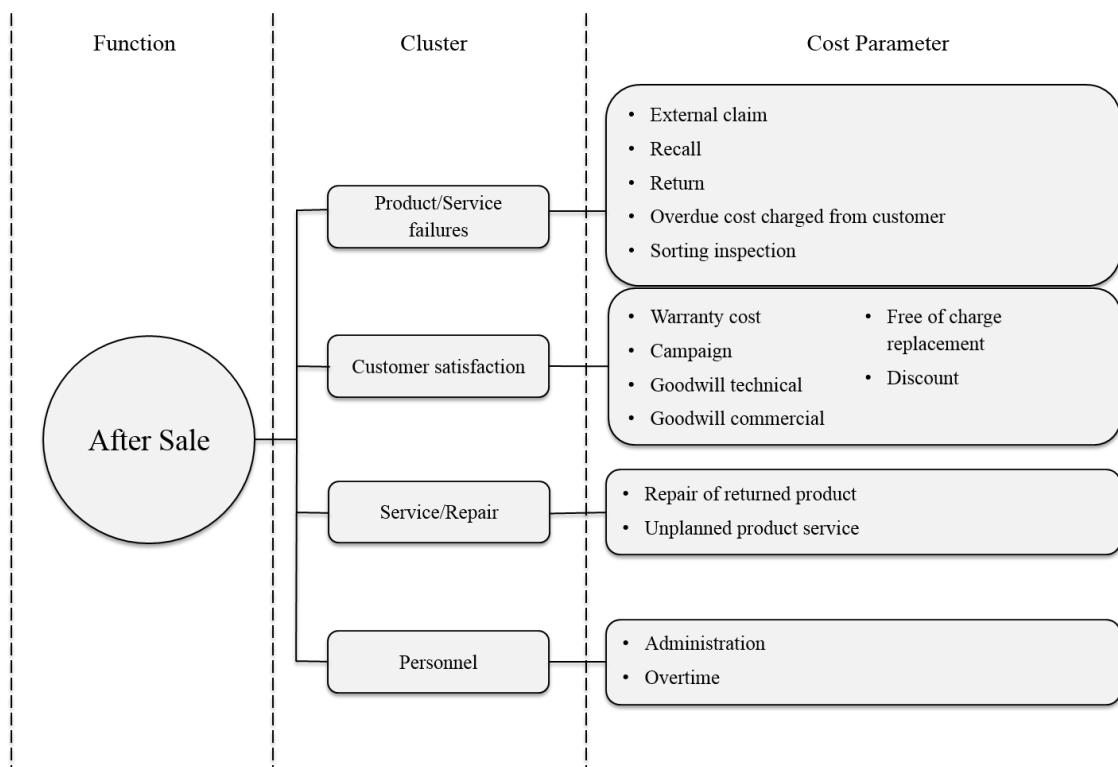 Function
Cluster
Cost Parameter
After Sale
Product/Service
failures
• External claim
• Recall
• Return
• Overdue cost charged from customer
• Sorting inspection
Customer satisfaction
• Warranty cost
• Campaign
• Goodwill technical
• Goodwill commercial
• Free of charge
replacement
• Discount
Service/Repair
• Repair of returned product
• Unplanned product service
Personnel
• Administration
• Overtime